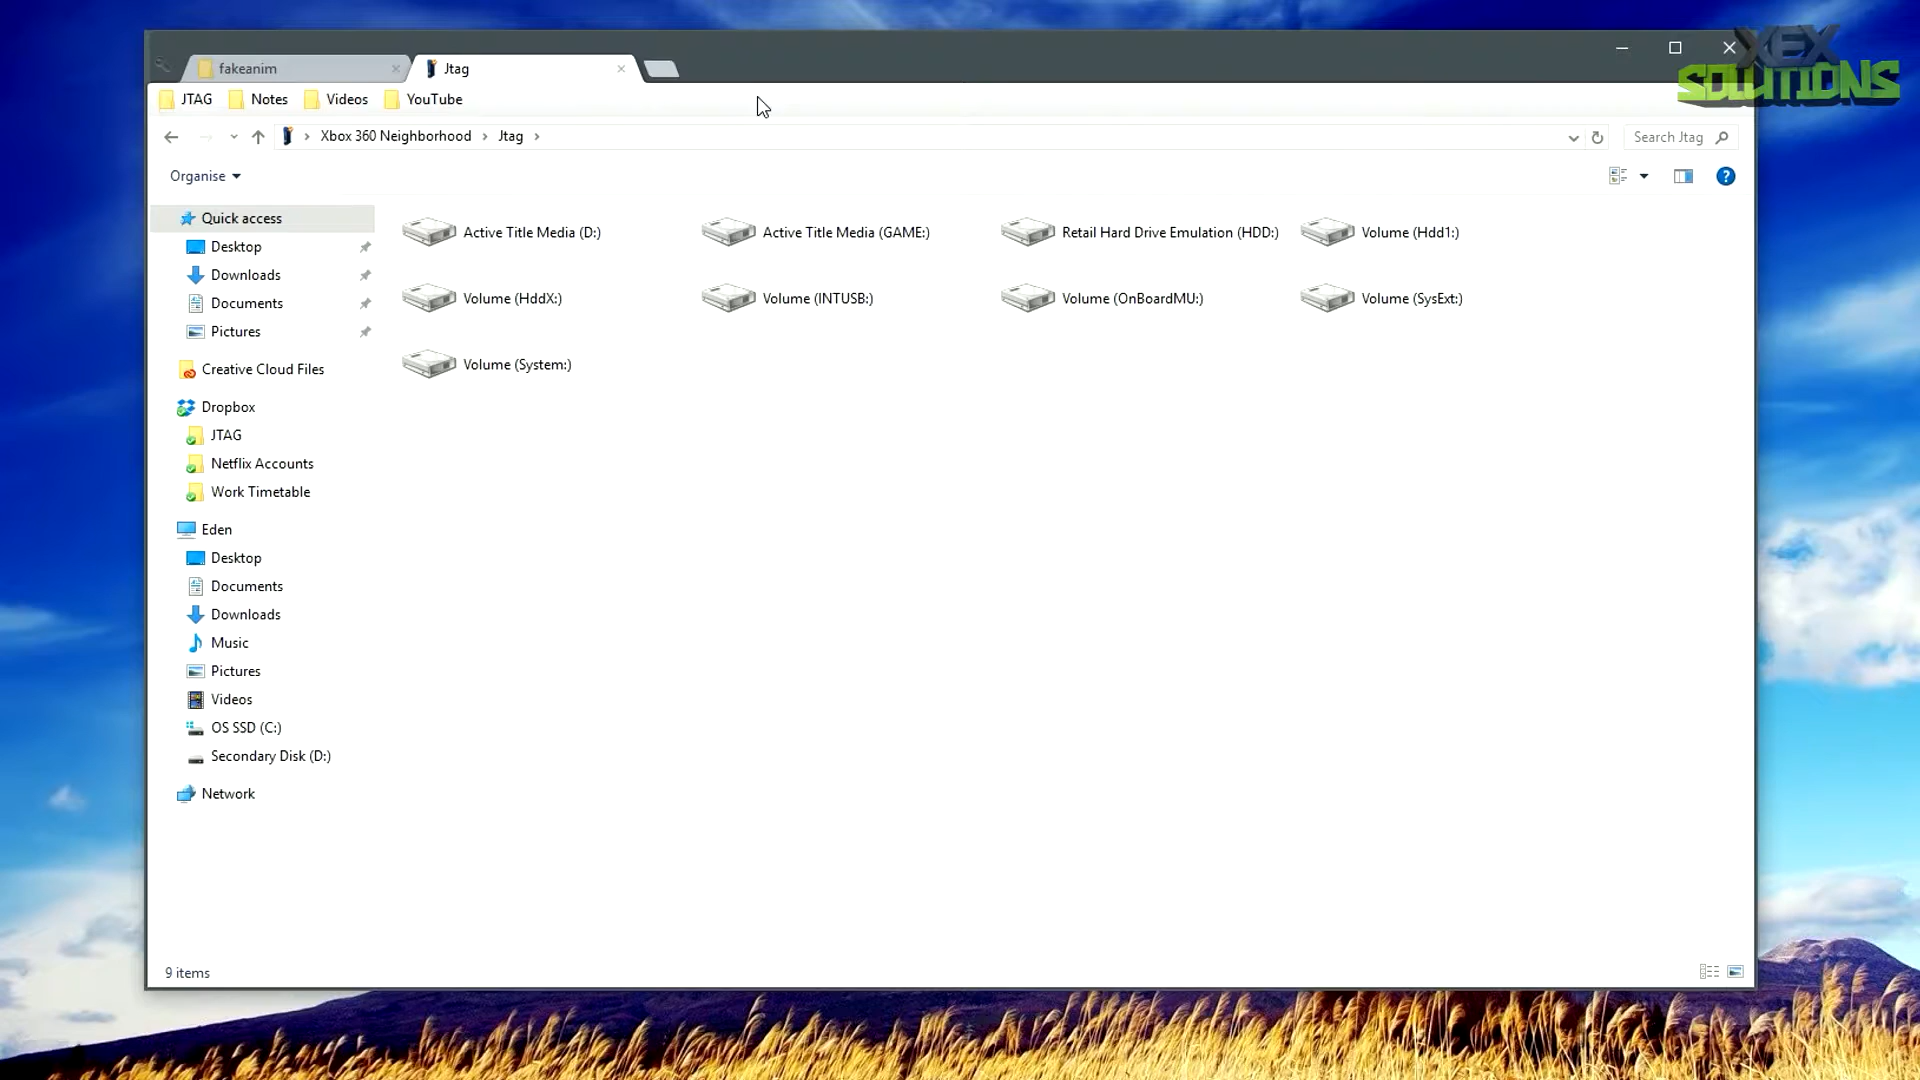 XEX
SOLUTIONS
fakeanim
Jtag
JTAG
Notes
Videos
YouTube
Xbox 360 Neighborhood
Jtag
Search Jtag
Organise
Quick access
Desktop
Downloads
Documents
Pictures
Creative Cloud Files
Dropbox
JTAG
Netflix Accounts
Work Timetable
Eden
Desktop
Documents
Downloads
Music
Pictures
Videos
OS SSD (C:)
Secondary Disk (D:)
Network
Active Title Media (D:)
Active Title Media (GAME:)
Retail Hard Drive Emulation (HDD:)
Volume (Hdd1:)
Volume (HddX:)
Volume (INTUSB:)
Volume (OnBoardMU:)
Volume (SysExt:)
Volume (System:)
9 items